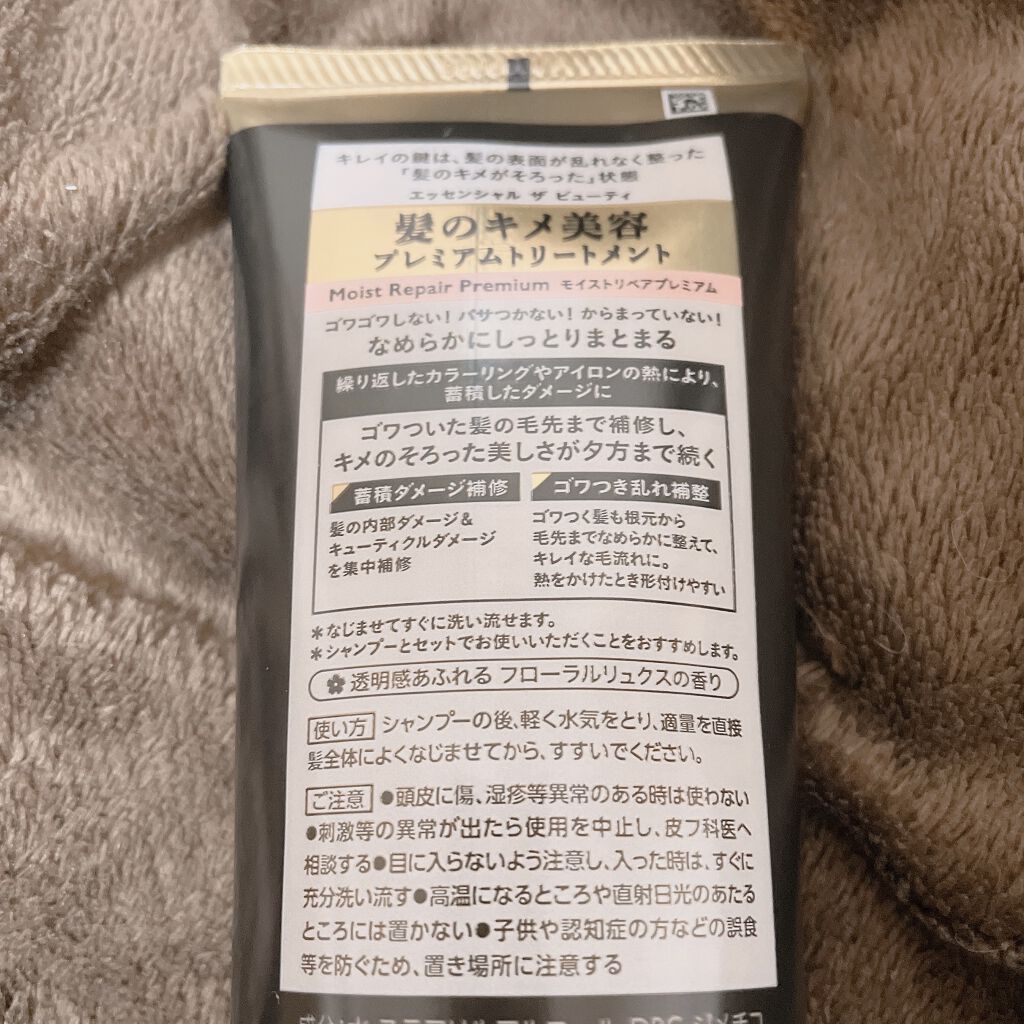 キレイの鍵は、髪の表面が乱れなく整った
「髪のキメがそろった」状態
エッセンシャル ザ ビューティ
髪のキメ美容
プレミアムトリートメント
Moist Repair Premium モイストリペアプレミアム
ゴワゴワしない！パサつかない！からまっていない！
なめらかにしっとりまとまる
繰り返したカラーリングやアイロンの熱により、
蓄積したダメージに
ゴワついた髪の毛先まで補修し、
キメのそろった美しさが夕方まで続く
蓄積ダメージ補修
髪の内部ダメージ＆
キューティクルダメージ
を集中補修
ゴワつき乱れ補整
ゴワつく髪も根元から
毛先までなめらかに整えて、
キレイな毛流れに。
熱をかけたとき形付けやすい
＊なじませてすぐに洗い流せます。
＊シャンプーとセットでお使いいただくことをおすすめします。
透明感あふれる フローラルリュクスの香り
使い方 シャンプーの後、軽く水気をとり、適量を直接
髪全体によくなじませてから、すすいでください。
ご注意 ●頭皮に傷、湿疹等異常のある時は使わない
●刺激等の異常が出たら使用を中止し、皮フ科医へ
相談する●目に入らないよう注意し、入った時は、すぐに
充分洗い流す●高温になるところや直射日光のあたる
ところには置かない●子供や認知症の方などの誤食
等を防ぐため、置き場所に注意する